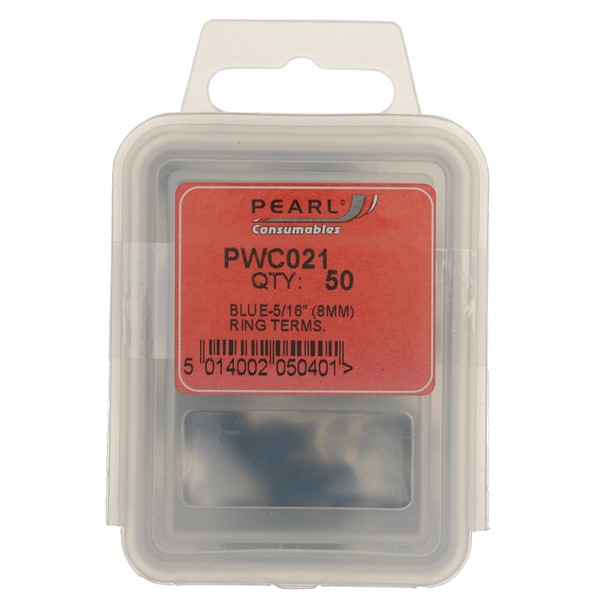 PEARL®
Consumables
PWC021
QTY: 50
BLUE-5/16" (8MM)
RING TERMS.
5 014002 050401>